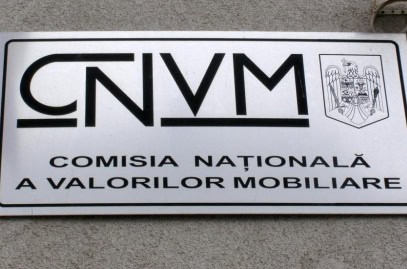 CNVM
COMISIA NAȚIONALĂ
A VALORILOR MOBILIARE